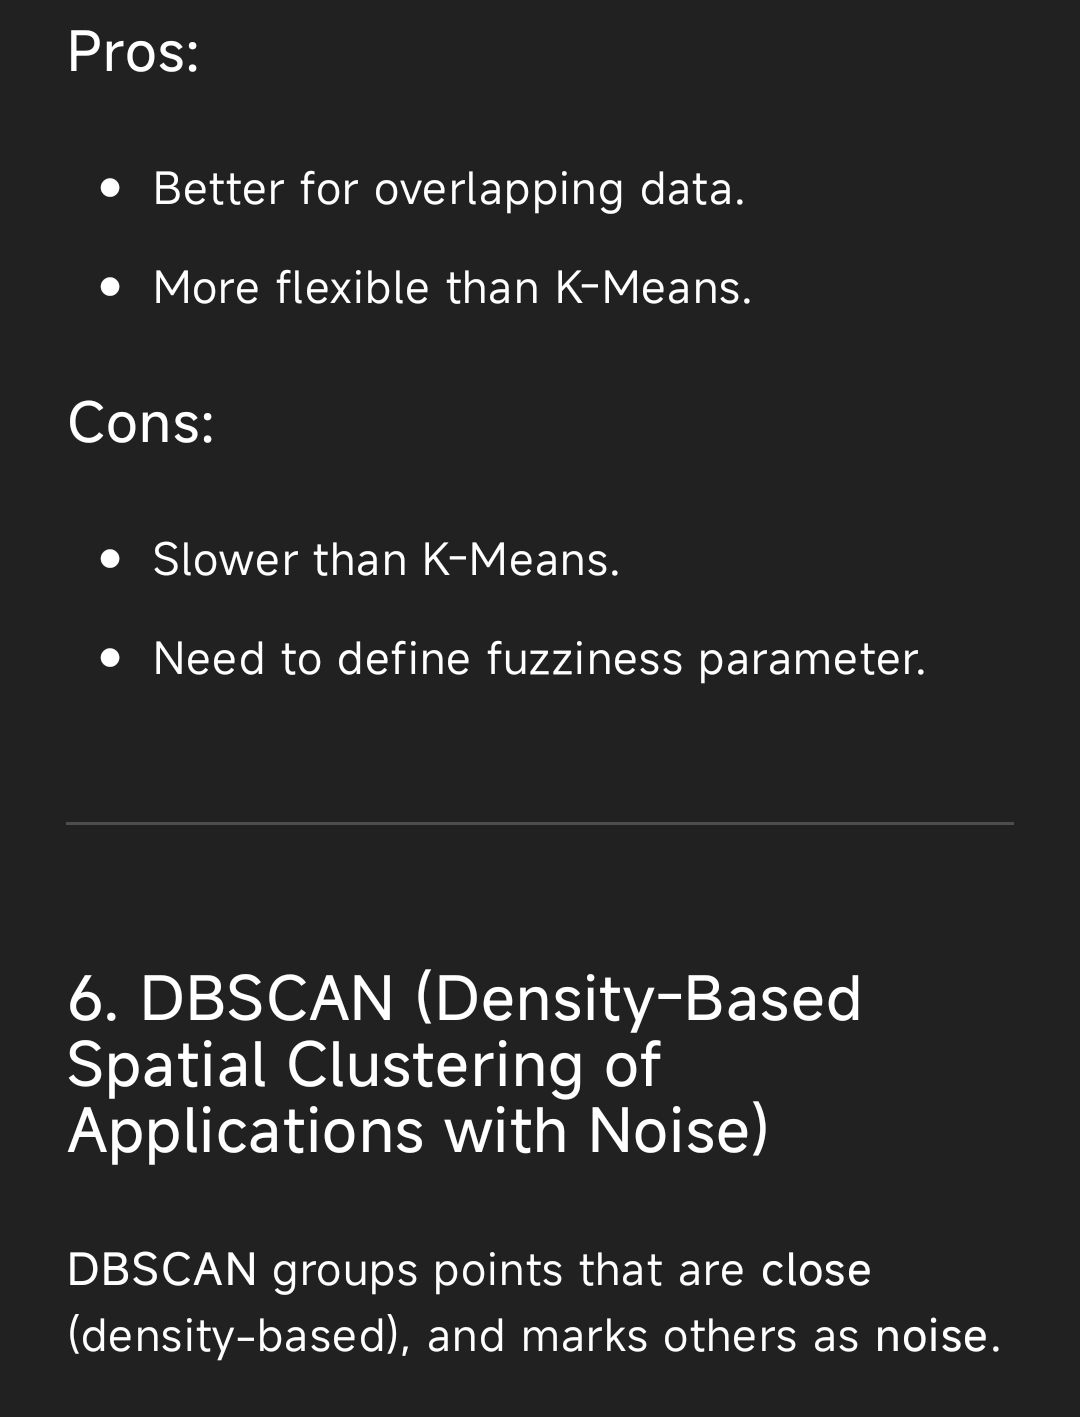 Pros:
• Better for overlapping data.
• More flexible than K-Means.
Cons:
• Slower than K-Means.
• Need to define fuzziness parameter.
6. DBSCAN (Density-Based
Spatial Clustering of
Applications with Noise)
DBSCAN groups points that are close
(density-based), and marks others as noise.